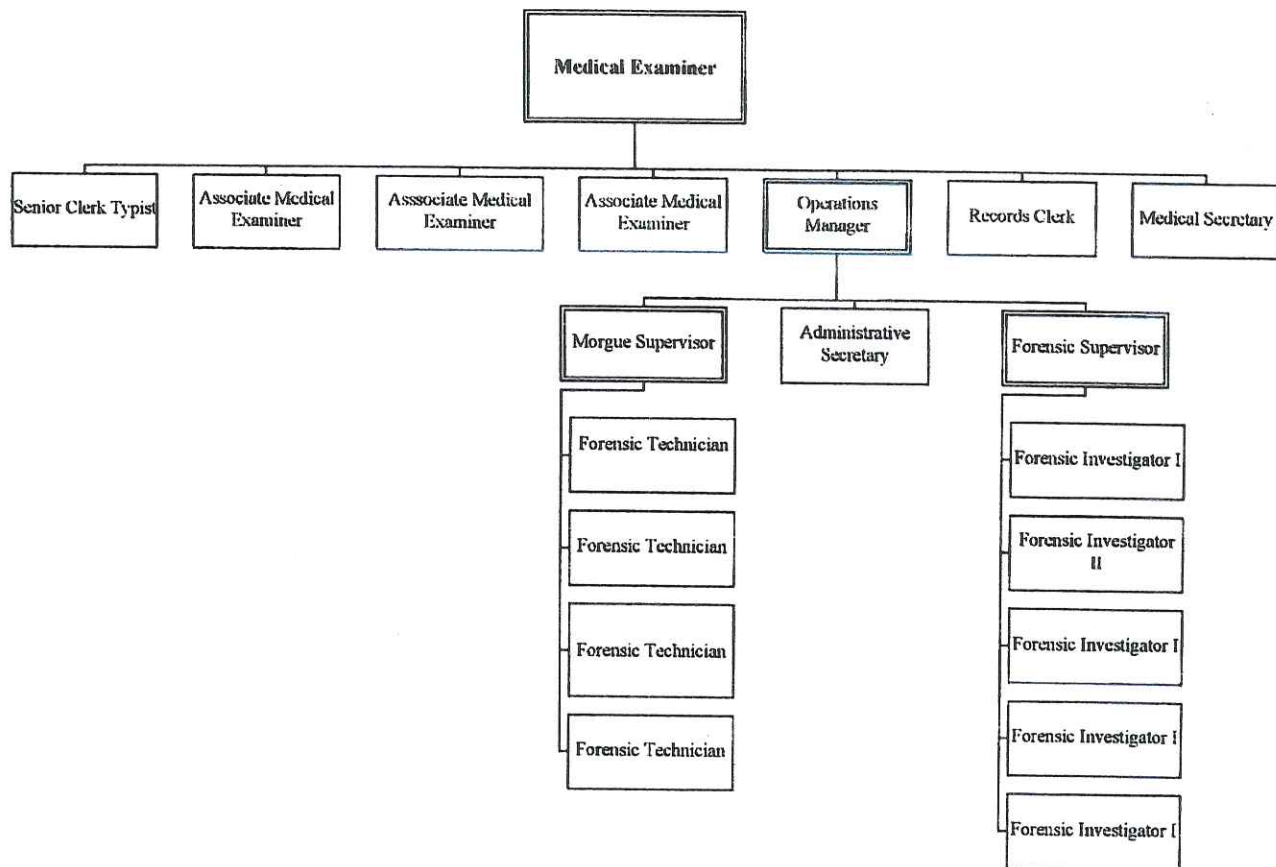 Medical Examiner
Senior Clerk Typist
Associate Medical
Examiner
Asssociate Medical
Examiner
Associate Medical
Examiner
Operations
Manager
Records Clerk
Medical Secretary
Morgue Supervisor
Administrative
Secretary
Forensic Supervisor
Forensic Technician
Forensic Technician
Forensic Technician
Forensic Technician
Forensic Investigator I
Forensic Investigator
II
Forensic Investigator I
Forensic Investigator I
Forensic Investigator I